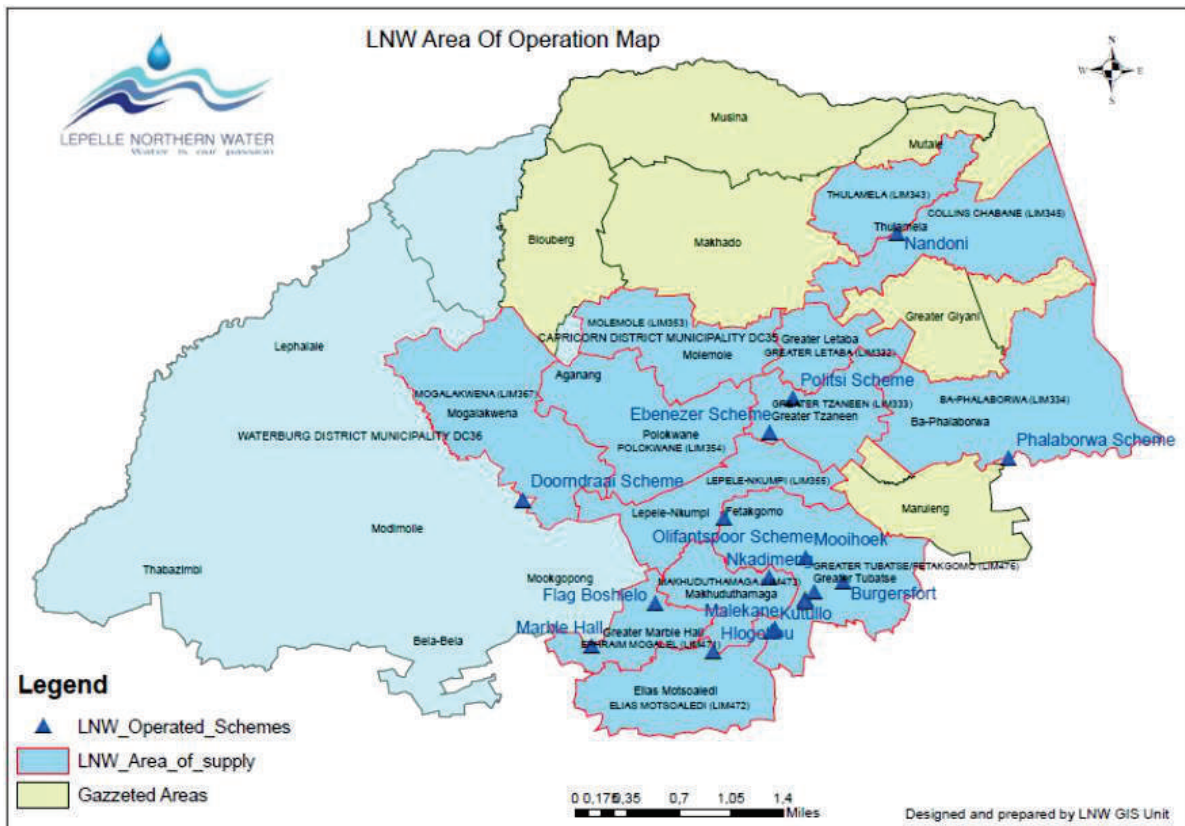 LNW Area Of Operation Map
N
W E
S
LEPELLE NORTHERN WATER
Water is our passion
Musina
Mutale
THULAMELA (LIM343)
COLLINS CHABANE (LIM345)
Thulamela
Nandoni
Blouberg
Makhado
Greater Giyani
Lephalale
MOLEMOLE (LIM353)
CAPRICORN DISTRICT MUNICIPALITY DC35
Molemole
Greater Letaba
GREATER LETABA (LIM332)
Aganang
Politsi Scheme
MOGALAKWENA (LIM367)
Mogalakwena
BA-PHALABORWA (LIM334)
GREATER TZANEEN (LIM333)
Ebenezer Scheme
Greater Tzaneen
Ba-Phalaborwa
WATERBURG DISTRICT MUNICIPALITY DC36
Polokwane
POLOKWANE (LIM354)
Phalaborwa Scheme
LEPELE-NKUMPI (LIM355)
Doorndraai Scheme
Maruleng
Lepele-Nkumpi
Fetakgomo
Modimolle
Olifantspoor Scheme
Mooihoek
Nkadimeng
GREATER TUBATSE/FETAKGOMO (LIM476)
Thabazimbi
Mookgopong
MAKHUDUTHAMAGA (LIM473)
Greater Tubatse
Makhuduthamaga
Flag Boshielo
Burgersfort
Malekane
Kutullo
Marble Hall
Greater Marble Hall
Bela-Bela
Elias Motsoaledi
ELIAS MOTSOALEDI (LIM472)
Legend
LNW_Operated_Schemes
LNW_Area_of_supply
Gazzeted Areas
0 0,175 0,35 0,7 1,05 1,4
Miles
Designed and prepared by LNW GIS Unit